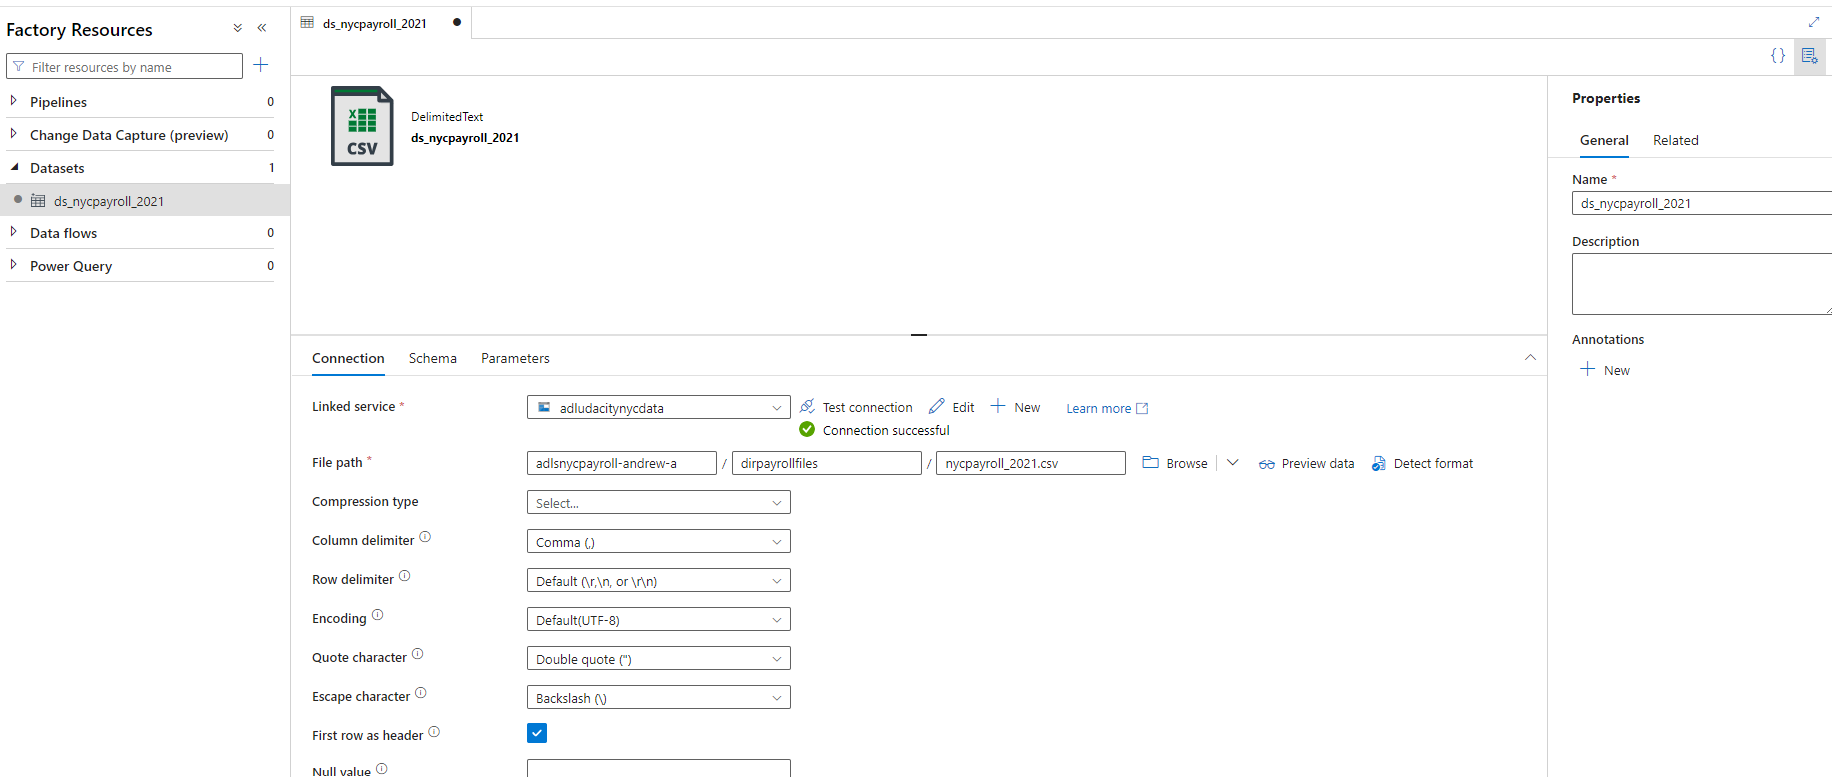 Factory Resources
Filter resources by name
Pipelines 0
Change Data Capture (preview) 0
Datasets 1
ds_nycpayroll_2021
Data flows 0
Power Query 0
ds_nycpayroll_2021
{}
X
CSV
DelimitedText
ds_nycpayroll_2021
Connection Schema Parameters
Linked service * adludacitynycdata Test connection Edit New Learn more
Connection successful
File path * adlsnycpayroll-andrew-a / dirpayrollfiles / nycpayroll_2021.csv Browse Preview data Detect format
Compression type Select...
Column delimiter Comma (,)
Row delimiter Default (\r,\n, or \r\n)
Encoding Default(UTF-8)
Quote character Double quote (")
Escape character Backslash (\)
First row as header
Null value
Properties
General Related
Name *
ds_nycpayroll_2021
Description
Annotations
New